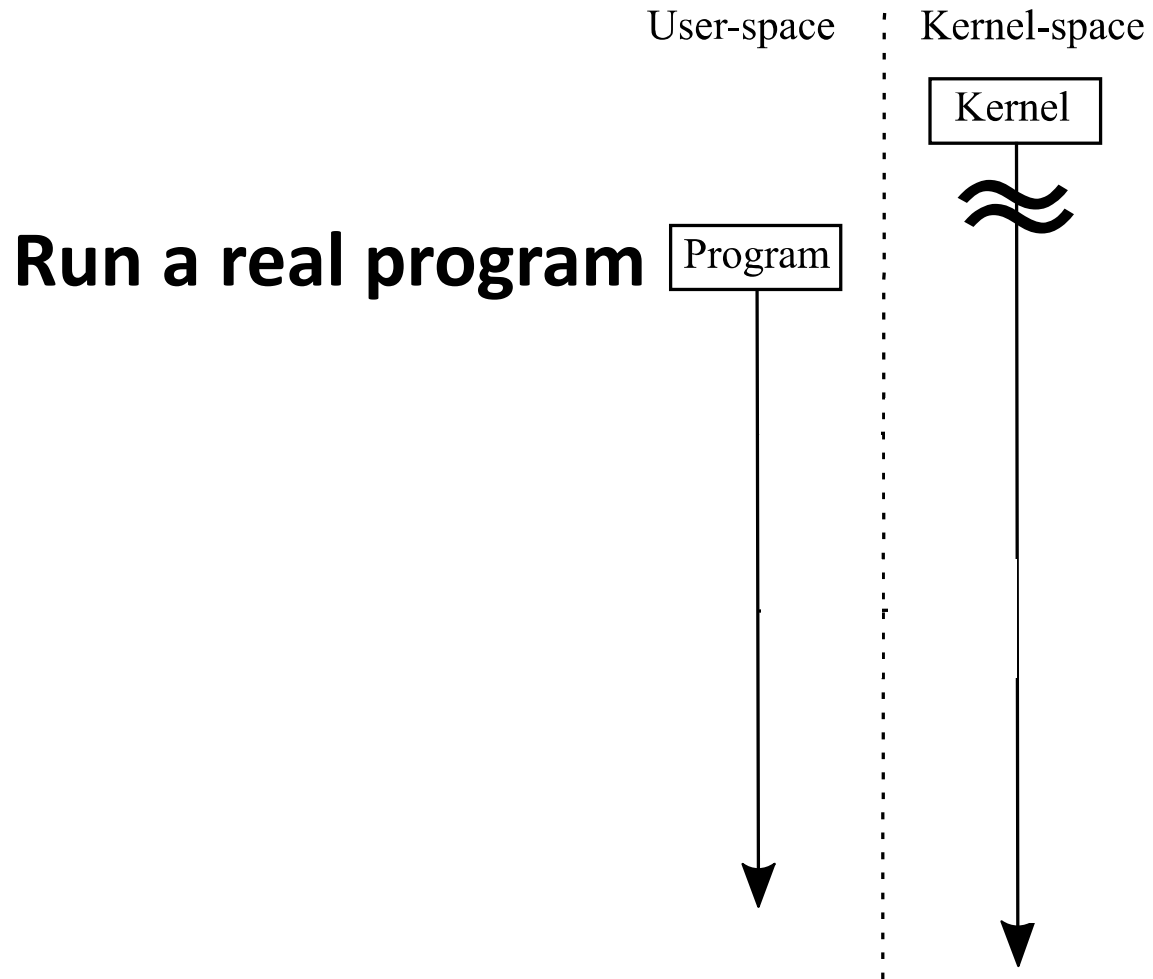 User-space
Kernel-space
Kernel
Run a real program
Program